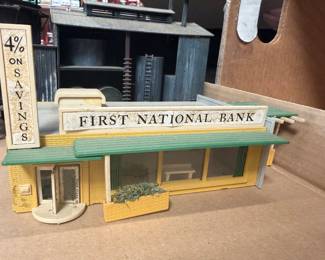 4%
ON
SAVINGS
FIRST NATIONAL BANK